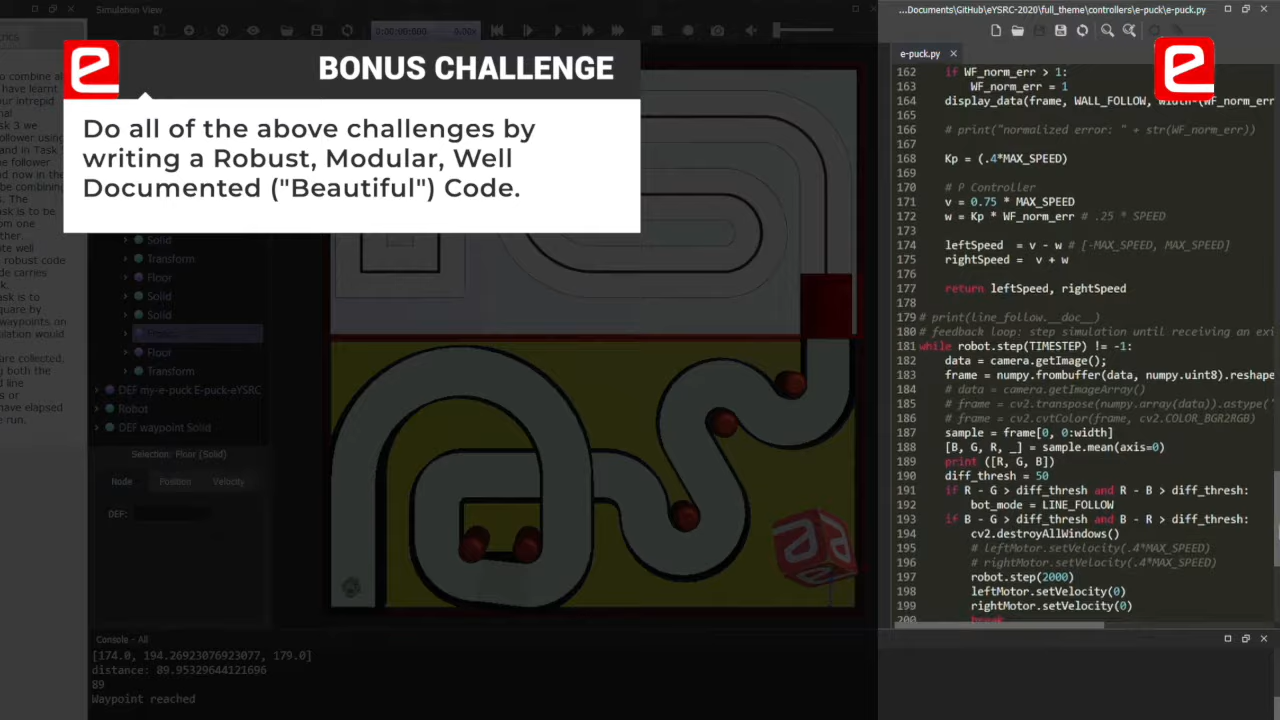 Simulation View
...Documents\GitHub\eYSRC-2020\full_theme\controllers\e-puck\e-puck.py
0:00:00:500
0.00x
BONUS CHALLENGE
Do all of the above challenges by
writing a Robust, Modular, Well
Documented ("Beautiful") Code.
Solid
Transform
Floor
Solid
Solid
Floor
Transform
DEF my-e-puck E-puck-eYSRC
Robot
DEF waypoint Solid
Selection: Floor (Solid)
Node Position Velocity
DEF:
Console - All
[174.0, 194.26923076923077, 179.0]
distance: 89.95329644121696
89
Waypoint reached
e-puck.py
162 if WF_norm_err > 1:
163 WF_norm_err = 1
164 display_data(frame, WALL_FOLLOW, width-(WF_norm_err
165
166 # print("normalized error: " + str(WF_norm_err))
167
168 Kp = (.4*MAX_SPEED)
169
170 # P Controller
171 v = 0.75 * MAX_SPEED
172 w = Kp * WF_norm_err # .25 * SPEED
173
174 leftSpeed = v - w # [-MAX_SPEED, MAX_SPEED]
175 rightSpeed = v + w
176
177 return leftSpeed, rightSpeed
178
179 # print(line_follow.__doc__)
180 # feedback loop: step simulation until receiving an exi
181 while robot.step(TIMESTEP) != -1:
182 data = camera.getImage();
183 frame = numpy.frombuffer(data, numpy.uint8).reshape
184 # data = camera.getImageArray()
185 # frame = cv2.transpose(numpy.array(data)).astype('
186 # frame = cv2.cvtColor(frame, cv2.COLOR_BGR2RGB)
187 sample = frame[0, 0:width]
188 [B, G, R, _] = sample.mean(axis=0)
189 print ([R, G, B])
190 diff_thresh = 50
191 if R - G > diff_thresh and R - B > diff_thresh:
192 bot_mode = LINE_FOLLOW
193 if B - G > diff_thresh and B - R > diff_thresh:
194 cv2.destroyAllWindows()
195 # leftMotor.setVelocity(.4*MAX_SPEED)
196 # rightMotor.setVelocity(.4*MAX_SPEED)
197 robot.step(2000)
198 leftMotor.setVelocity(0)
199 rightMotor.setVelocity(0)
200 break